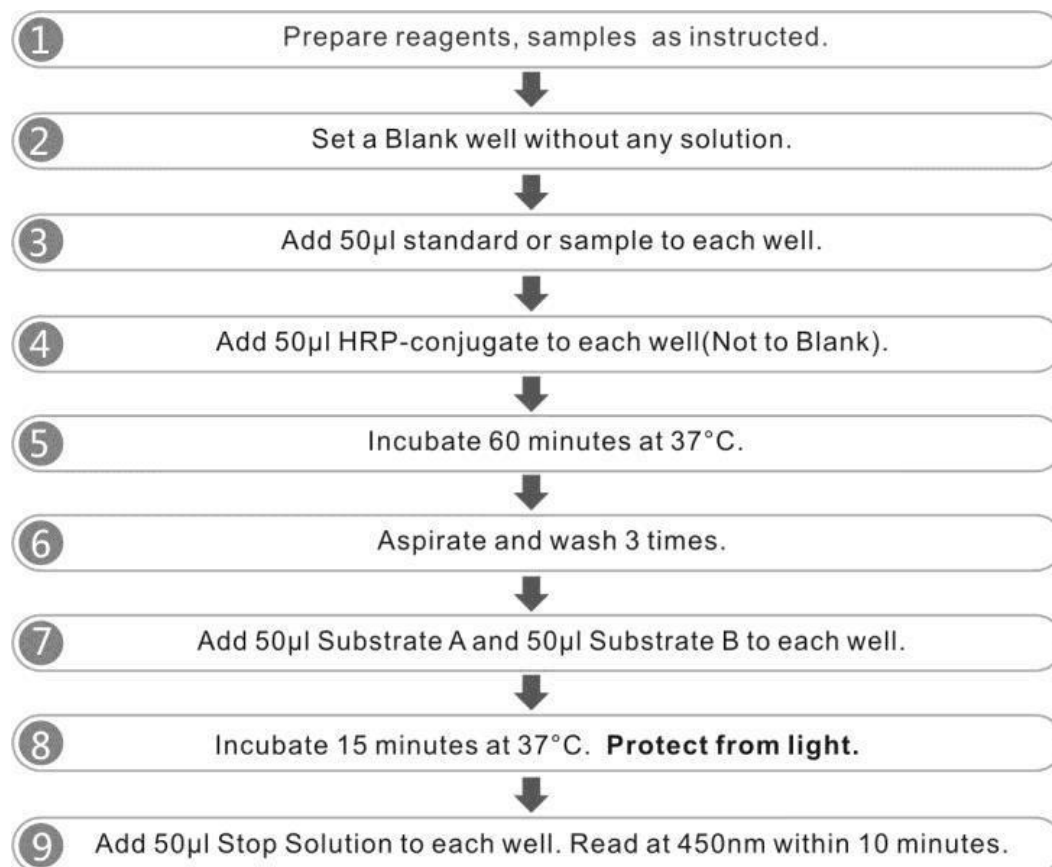 1 Prepare reagents, samples as instructed.
2 Set a Blank well without any solution.
3 Add 50µl standard or sample to each well.
4 Add 50µl HRP-conjugate to each well(Not to Blank).
5 Incubate 60 minutes at 37°C.
6 Aspirate and wash 3 times.
7 Add 50µl Substrate A and 50µl Substrate B to each well.
8 Incubate 15 minutes at 37°C. Protect from light.
9 Add 50µl Stop Solution to each well. Read at 450nm within 10 minutes.